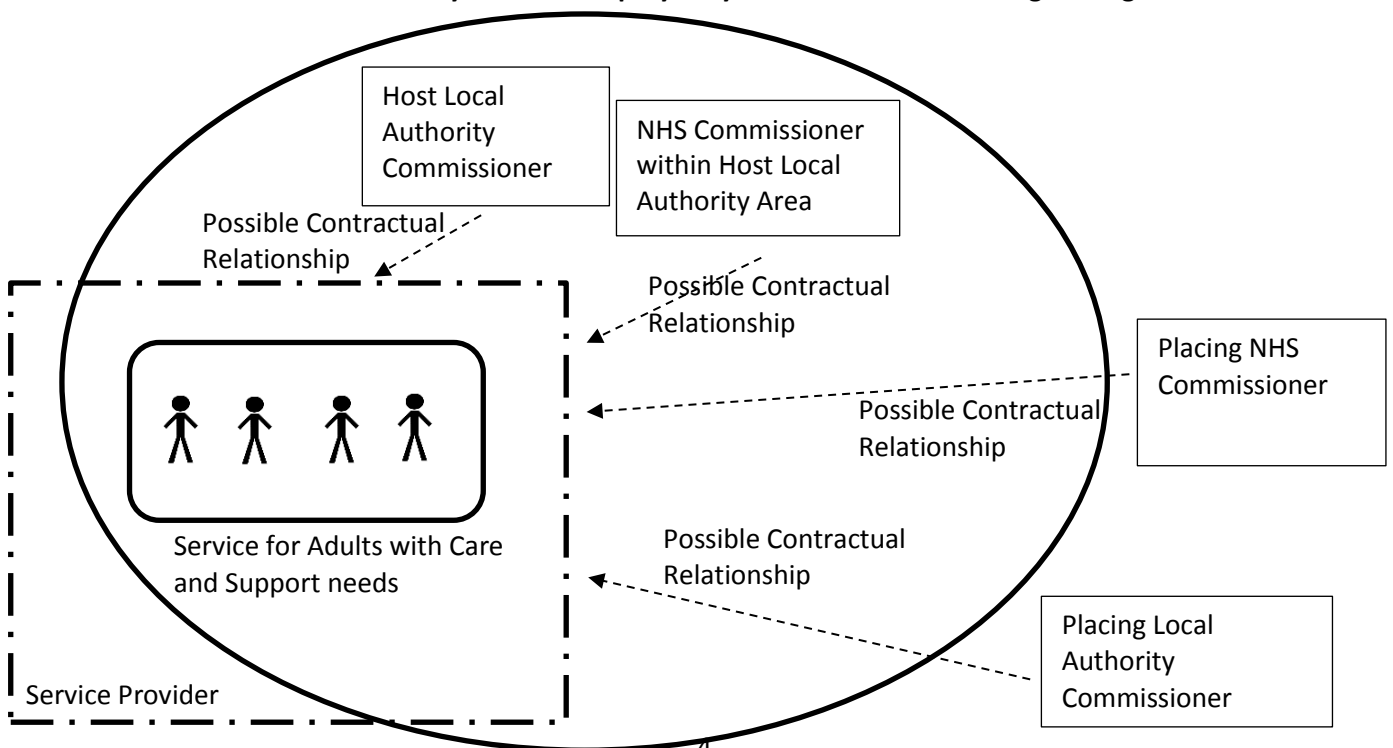 Host Local
Authority
Commissioner
NHS Commissioner
within Host Local
Authority Area
Possible Contractual
Relationship
Possible Contractual
Relationship
Placing NHS
Commissioner
Possible Contractual
Relationship
Service for Adults with Care
and Support needs
Possible Contractual
Relationship
Placing Local
Authority
Commissioner
Service Provider